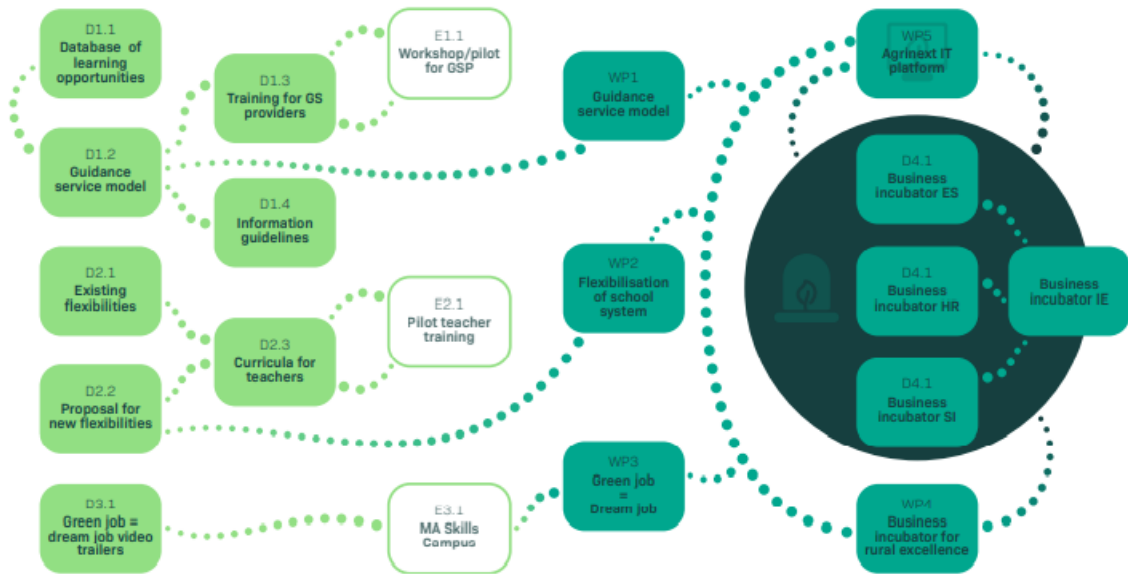 D1.1
Database of
learning
opportunities
D1.2
Guidance
service model
D1.3
Training for GS
providers
D1.4
Information
guidelines
E1.1
Workshop/pilot
for GSP
D2.1
Existing
flexibilities
D2.2
Proposal for
new flexibilities
D2.3
Curricula for
teachers
E2.1
Pilot teacher
training
D3.1
Green job =
dream job video
trailers
E3.1
MA Skills
Campus
WP1
Guidance
service model
WP2
Flexibilisation
of school
system
WP3
Green job
=
Dream job
WP5
Agrinext IT
platform
D4.1
Business
incubator ES
D4.1
Business
incubator HR
D4.1
Business
incubator SI
Business
incubator IE
WP4
Business
incubator for
rural excellence